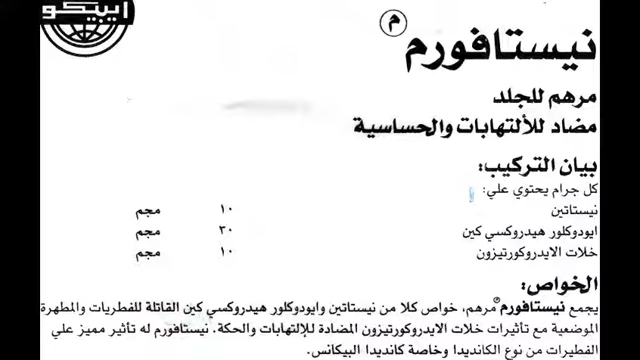 ايبيكو
نيستافورم م
مرهم للجلد
مضاد للألتهابات والحساسية
بيان التركيب:
كل جرام يحتوي علي:
نيستاتين ١٠ مجم
ايودوكلور هيدروكسي كين ٣٠ مجم
خلات الايدروكورتيزون ١٠ مجم
الخواص:
يجمع نيستافورم® مرهم، خواص كلا من نيستاتين وايودوكلور هيدروكسي كين القاتلة للفطريات والمطهرة
الموضعية مع تأثيرات خلات الايدروكورتيزون المضادة للإلتهابات والحكة. نيستافورم له تأثير مميز علي
الفطيرات من نوع الكانديدا وخاصة كانديدا البيكانس.